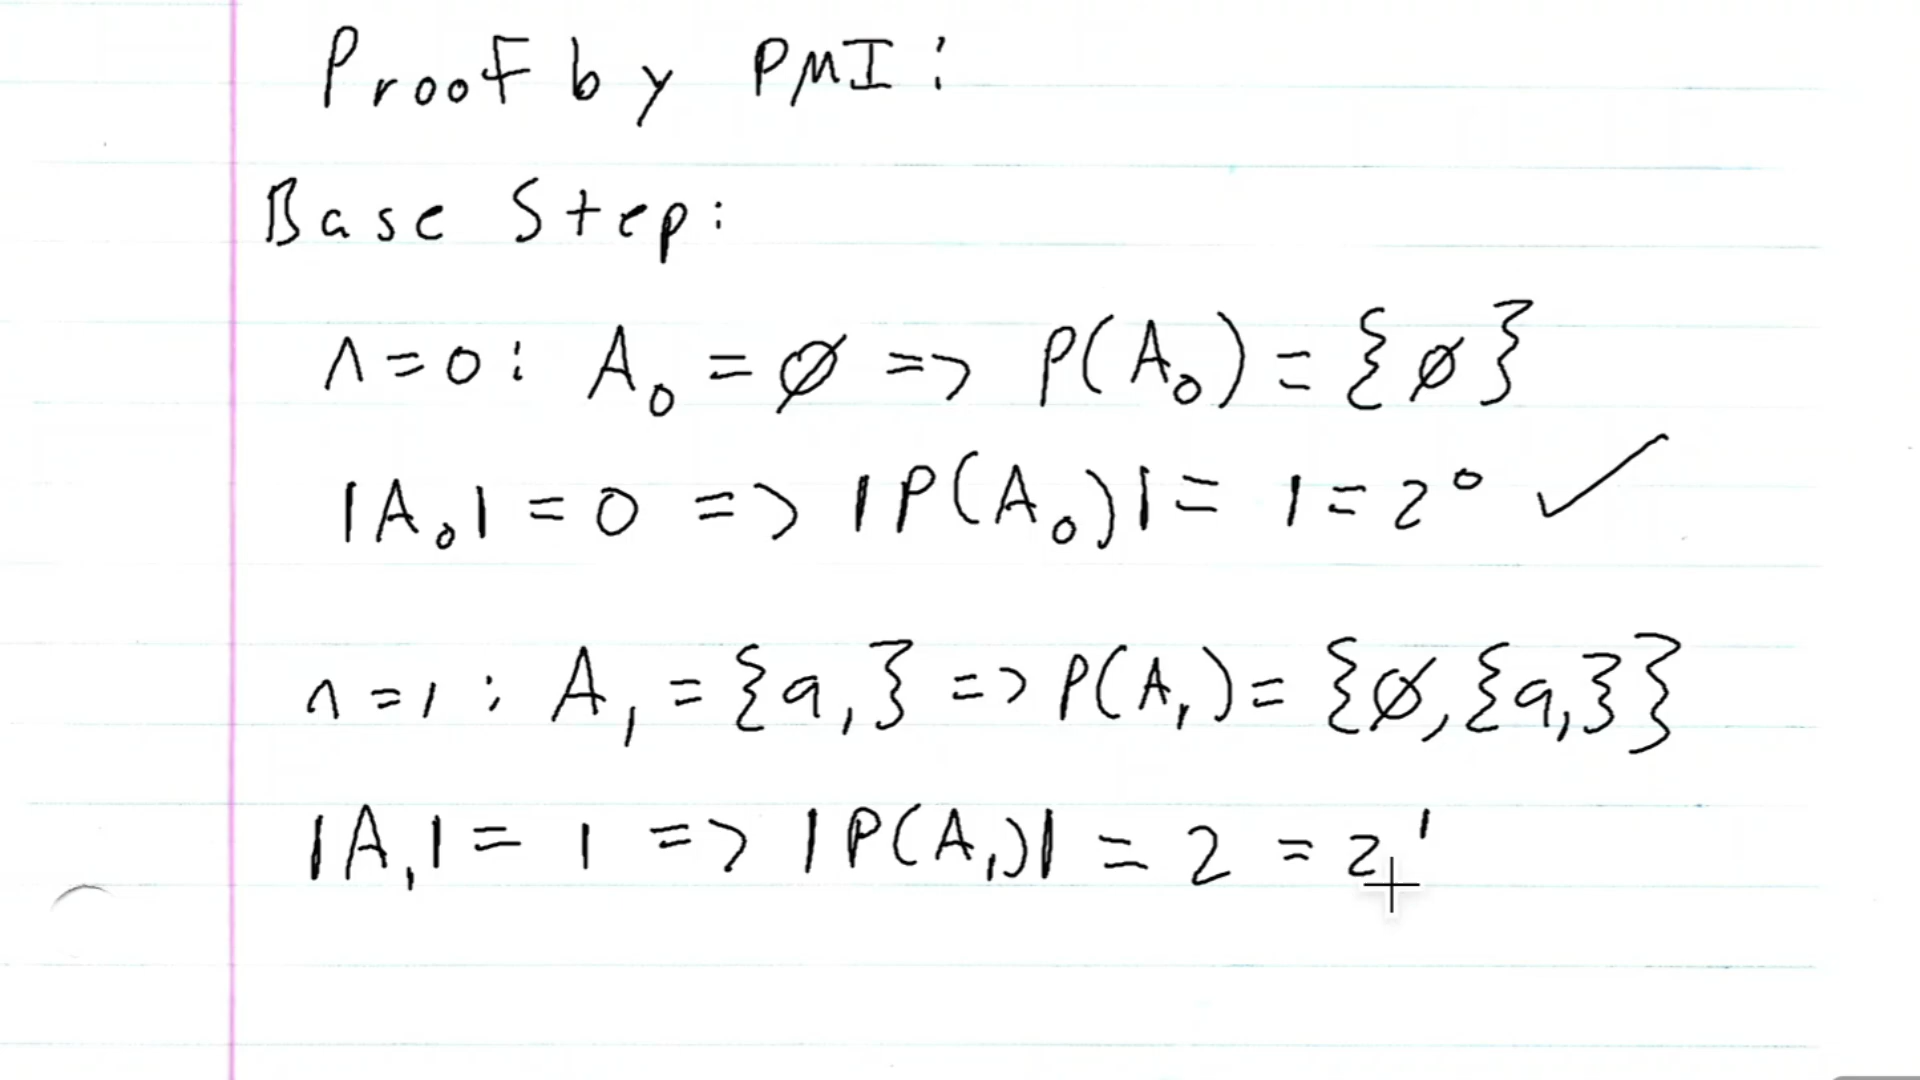 Proof by PMI:
Base Step:
n=0: A₀ = ∅ => P(A₀) = {∅}
|A₀| = 0 => |P(A₀)| = 1 = 2⁰ ✓
n=1: A₁ = {a₁} => P(A₁) = {∅,{a₁}}
|A₁| = 1 => |P(A₁)| = 2 = 2¹